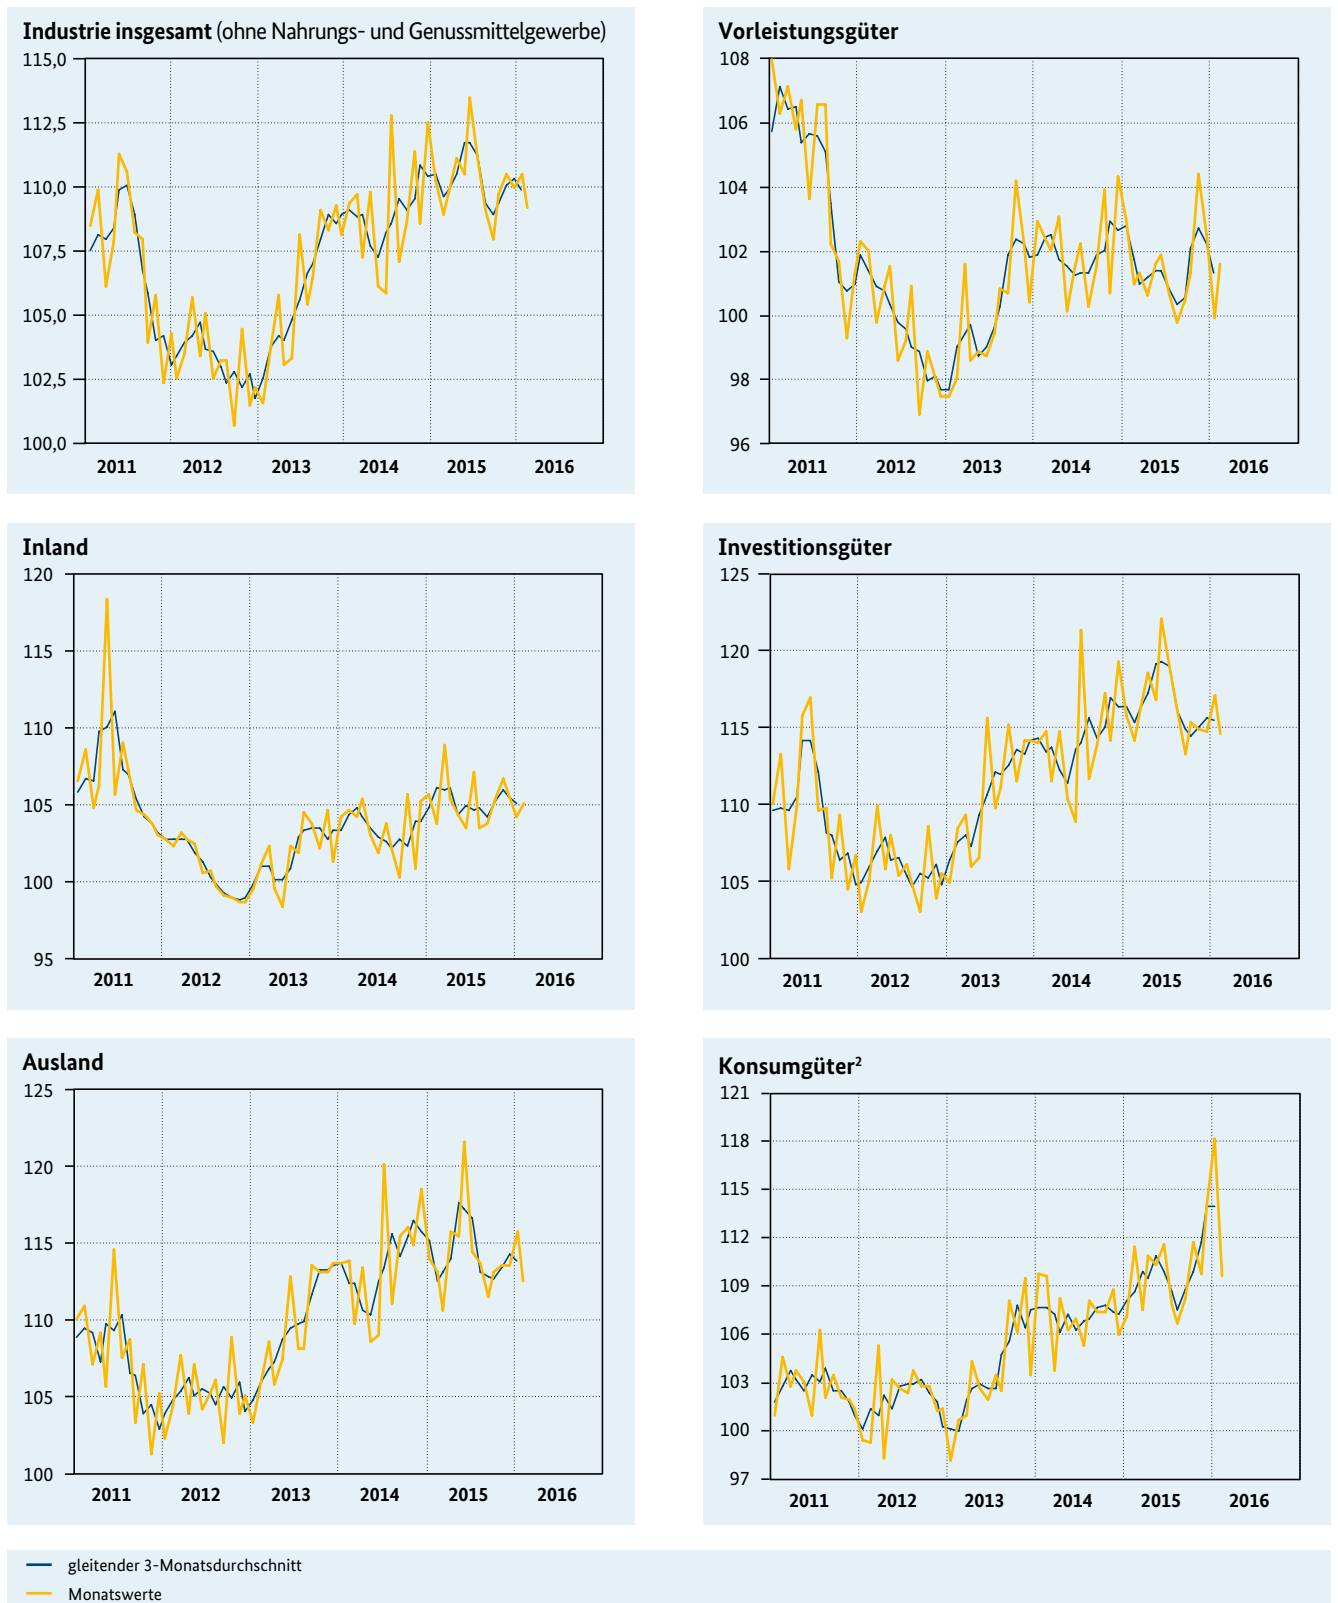 Industrie insgesamt (ohne Nahrungs- und Genussmittelgewerbe)
115,0
112,5
110,0
107,5
105,0
102,5
100,0
2011 2012 2013 2014 2015 2016
Vorleistungsgüter
108
106
104
102
100
98
96
2011 2012 2013 2014 2015 2016
Inland
120
115
110
105
100
95
2011 2012 2013 2014 2015 2016
Investitionsgüter
125
120
115
110
105
100
2011 2012 2013 2014 2015 2016
Ausland
125
120
115
110
105
100
2011 2012 2013 2014 2015 2016
Konsumgüter²
121
118
115
112
109
106
103
100
97
2011 2012 2013 2014 2015 2016
gleitender 3-Monatsdurchschnitt
Monatswerte